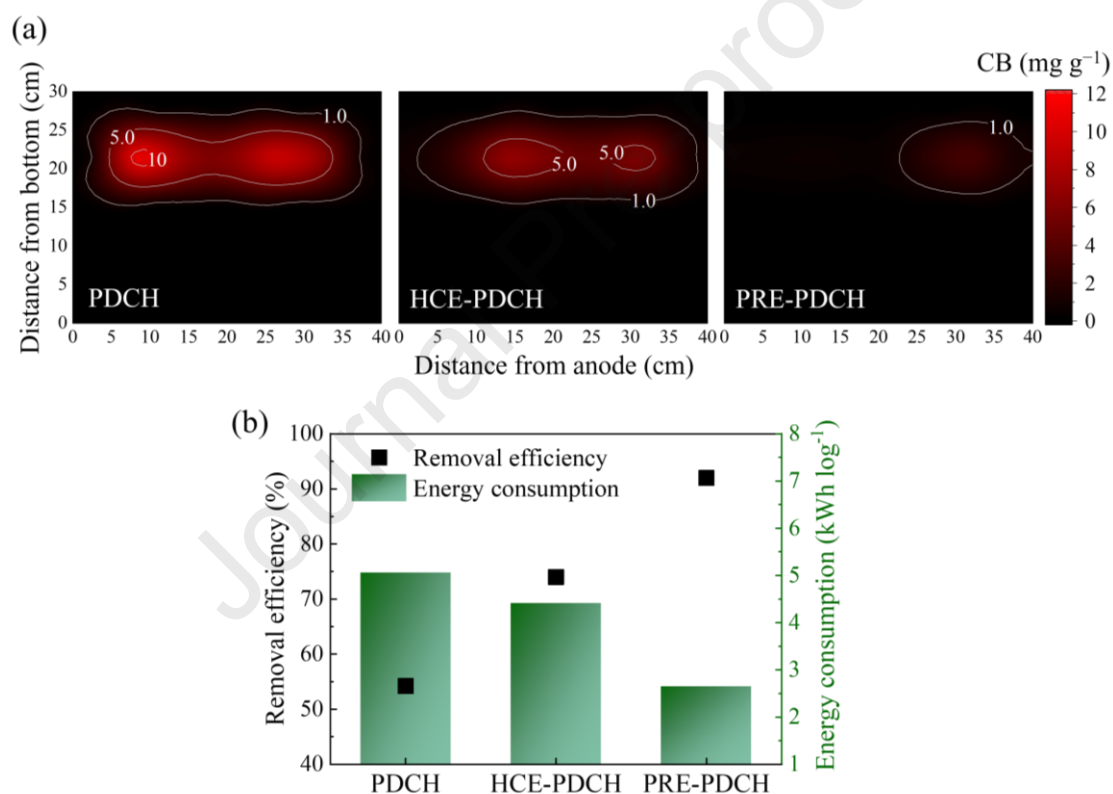 (a)
CB (mg g⁻¹)
Distance from bottom (cm)
30
25
20
15
10
5
0
1.0
5.0
10
PDCH
5.0
5.0
1.0
HCE-PDCH
1.0
PRE-PDCH
12
10
8
6
4
2
0
0 5 10 15 20 25 30 35 40
0 5 10 15 20 25 30 35 40
0 5 10 15 20 25 30 35 40
Distance from anode (cm)
(b)
Removal efficiency (%)
100
90
80
70
60
50
40
Removal efficiency
Energy consumption
8
7
6
5
4
3
2
1
Energy consumption (kWh log⁻¹)
PDCH HCE-PDCH PRE-PDCH